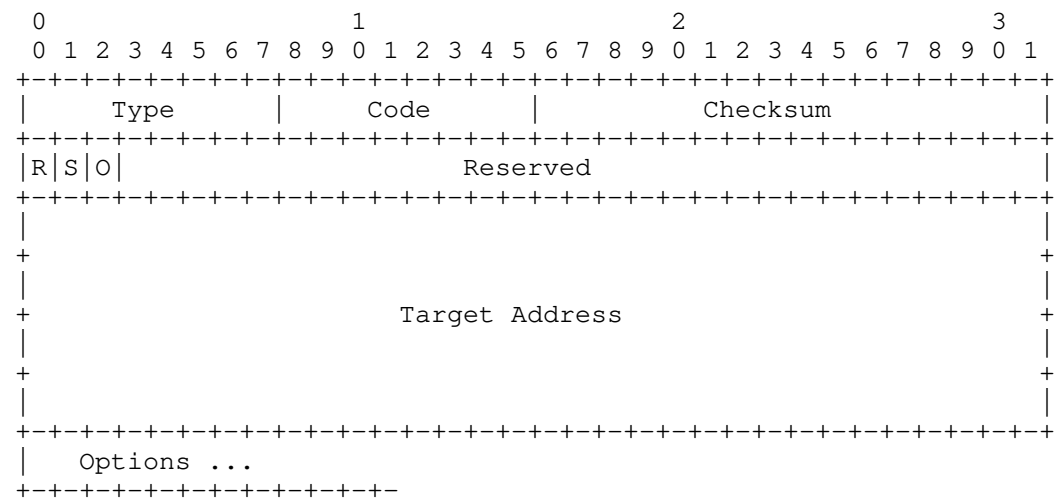 0                   1                   2                   3
 0 1 2 3 4 5 6 7 8 9 0 1 2 3 4 5 6 7 8 9 0 1 2 3 4 5 6 7 8 9 0 1
+-+-+-+-+-+-+-+-+-+-+-+-+-+-+-+-+-+-+-+-+-+-+-+-+-+-+-+-+-+-+-+-+
|     Type      |     Code      |          Checksum             |
+-+-+-+-+-+-+-+-+-+-+-+-+-+-+-+-+-+-+-+-+-+-+-+-+-+-+-+-+-+-+-+-+
|R|S|O|                     Reserved                            |
+-+-+-+-+-+-+-+-+-+-+-+-+-+-+-+-+-+-+-+-+-+-+-+-+-+-+-+-+-+-+-+-+
|                                                               |
+                                                               +
|                                                               |
+                       Target Address                          +
|                                                               |
+                                                               +
|                                                               |
+-+-+-+-+-+-+-+-+-+-+-+-+-+-+-+-+-+-+-+-+-+-+-+-+-+-+-+-+-+-+-+-+
|   Options ...
+-+-+-+-+-+-+-+-+-+-+-+-